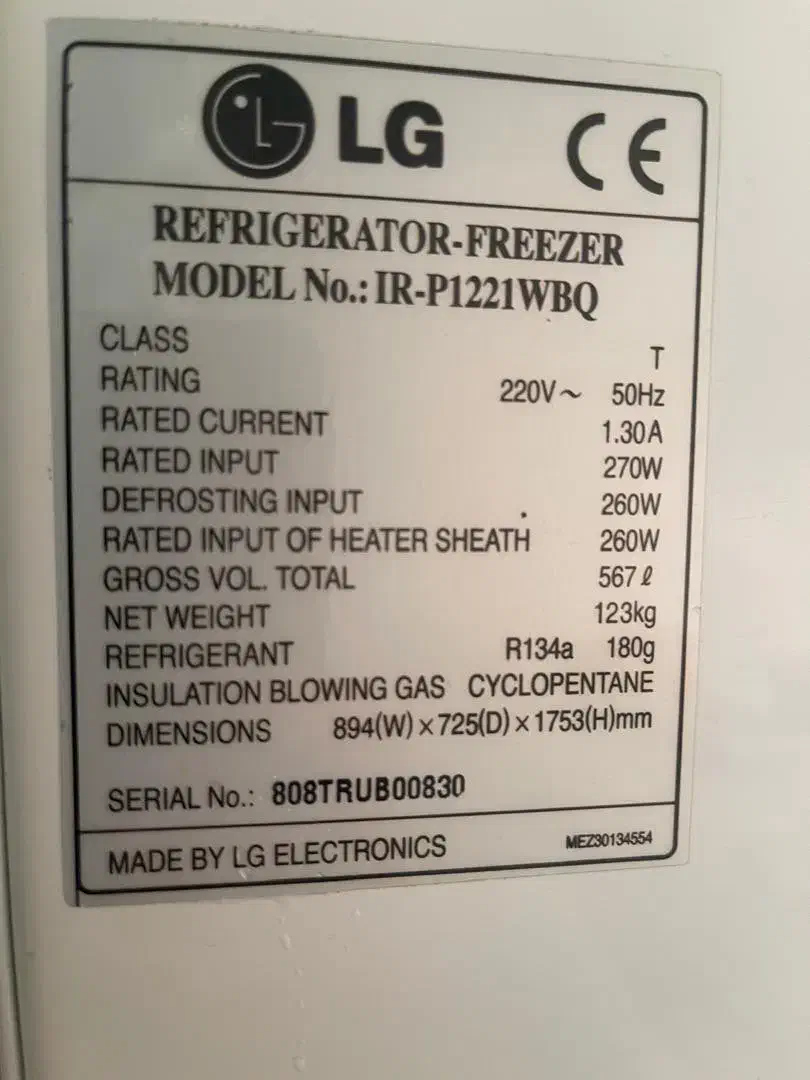 LG CE
REFRIGERATOR-FREEZER
MODEL No.: IR-P1221WBQ
CLASS T
RATING 220V~ 50Hz
RATED CURRENT 1.30A
RATED INPUT 270W
DEFROSTING INPUT 260W
RATED INPUT OF HEATER SHEATH 260W
GROSS VOL. TOTAL 567ℓ
NET WEIGHT 123kg
REFRIGERANT R134a 180g
INSULATION BLOWING GAS CYCLOPENTANE
DIMENSIONS 894(W)×725(D)×1753(H)mm
SERIAL No.: 808TRUB00830
MADE BY LG ELECTRONICS MEZ30134554